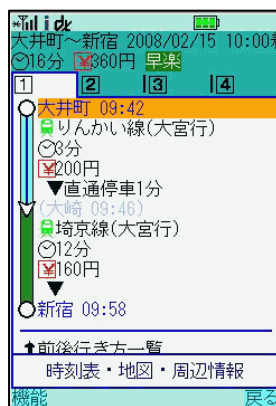 大井町～新宿 2008/02/15 10:00
16分 ¥360円 早楽
1 2 3 4
大井町 09:42
りんかい線(大宮行)
3分
¥200円
▼直通停車1分
(大崎 09:46)
埼京線(大宮行)
12分
¥160円
▼
新宿 09:58
↑前後行き方一覧
時刻表・地図・周辺情報
機能 戻る